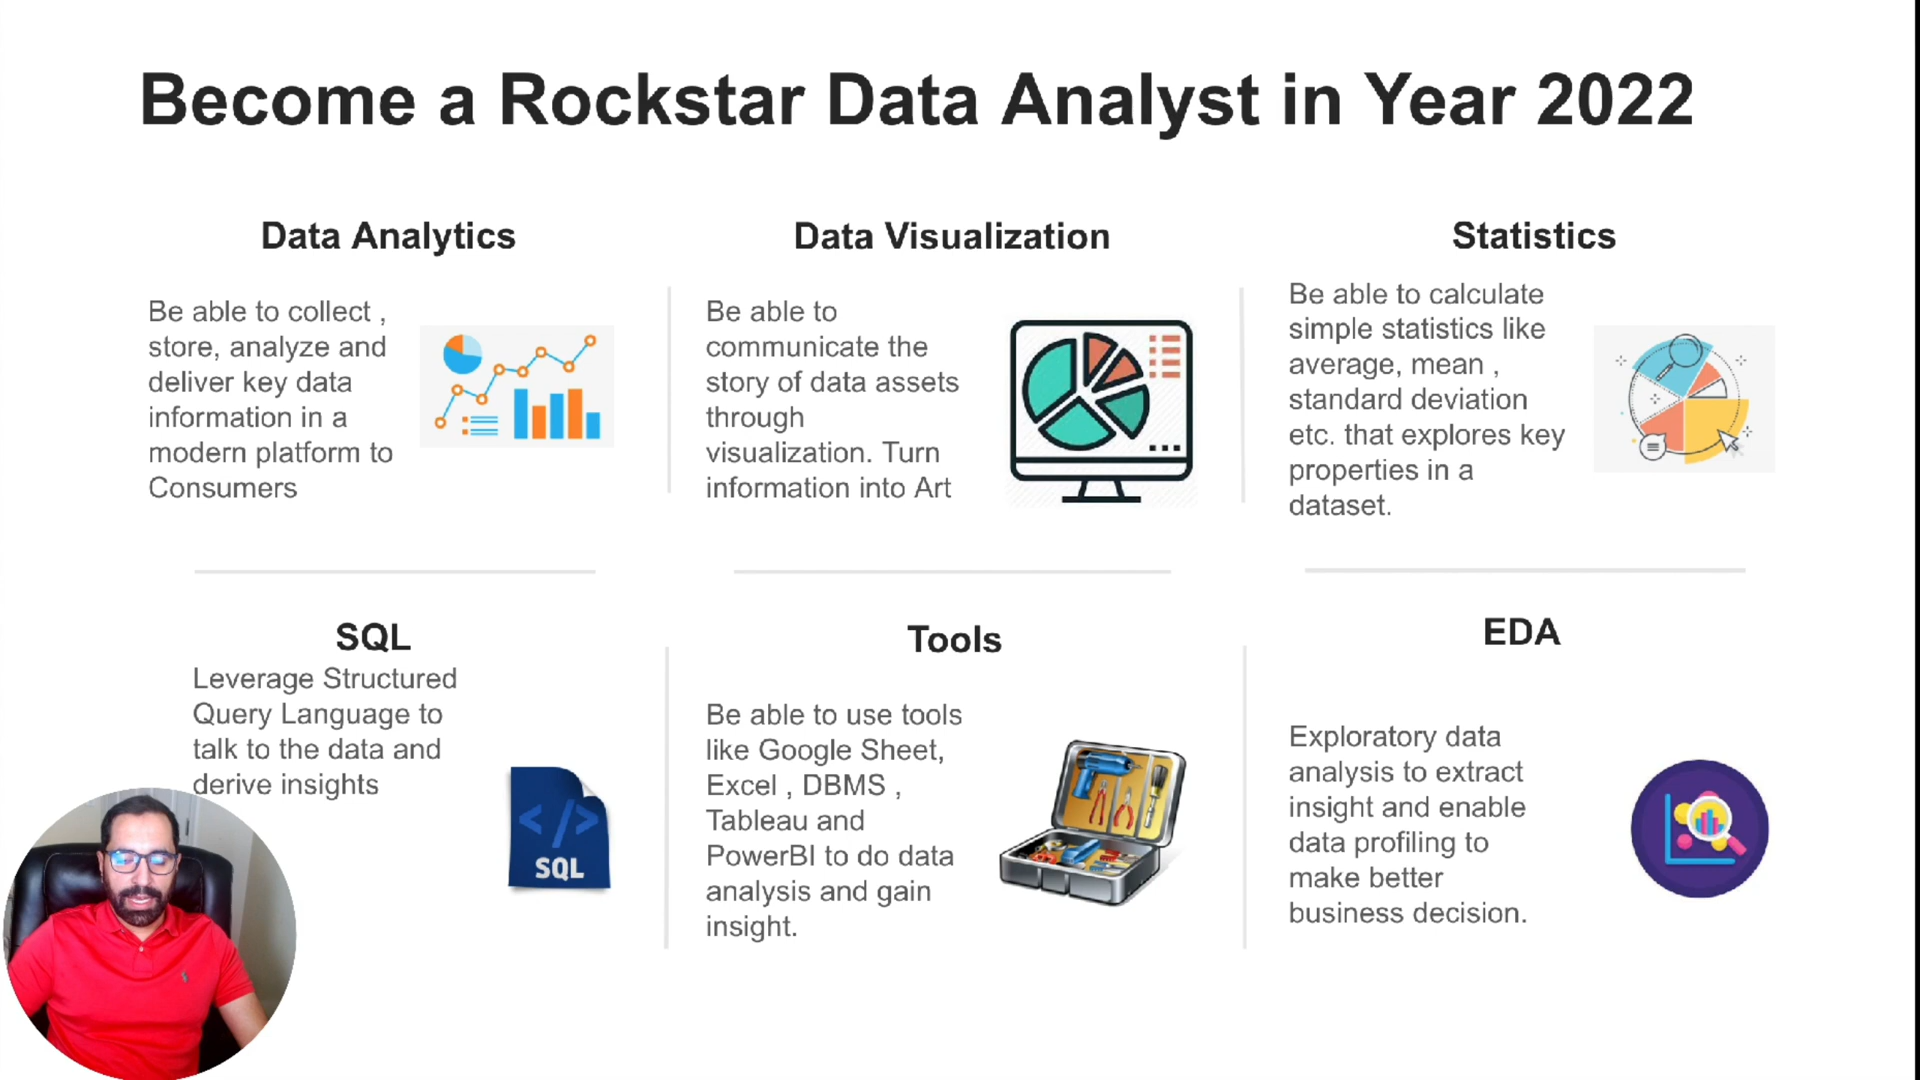 Become a Rockstar Data Analyst in Year 2022
Data Analytics
Be able to collect ,
store, analyze and
deliver key data
information in a
modern platform to
Consumers
Data Visualization
Be able to
communicate the
story of data assets
through
visualization. Turn
information into Art
Statistics
Be able to calculate
simple statistics like
average, mean ,
standard deviation
etc. that explores key
properties in a
dataset.
SQL
Leverage Structured
Query Language to
talk to the data and
derive insights
</>
SQL
Tools
Be able to use tools
like Google Sheet,
Excel , DBMS ,
Tableau and
PowerBI to do data
analysis and gain
insight.
EDA
Exploratory data
analysis to extract
insight and enable
data profiling to
make better
business decision.